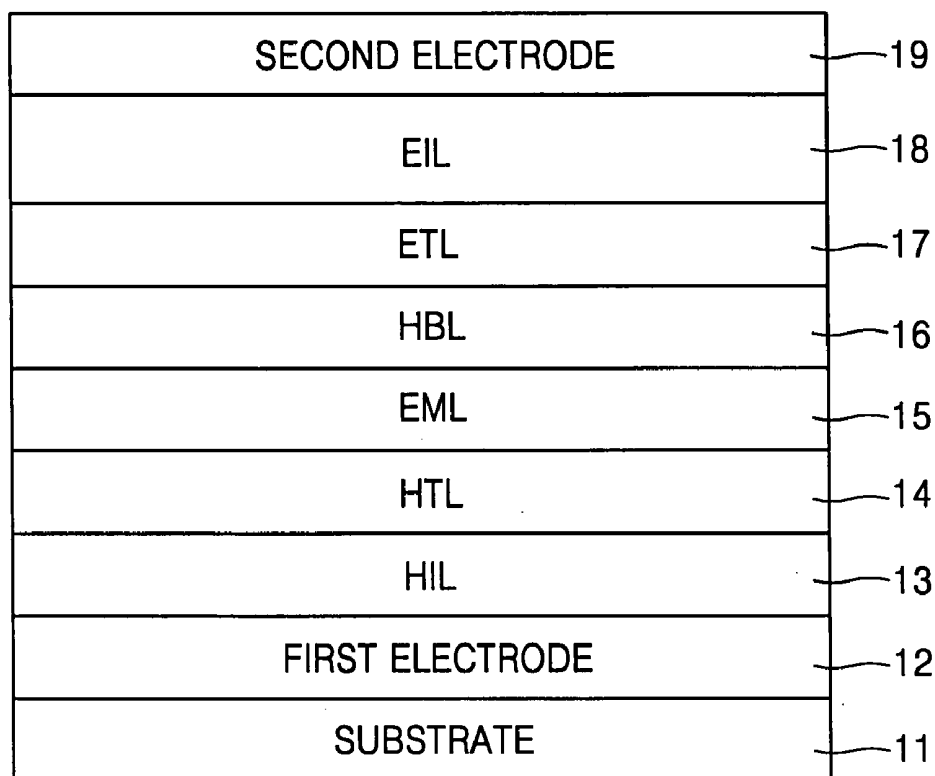 SECOND ELECTRODE 19
EIL 18
ETL 17
HBL 16
EML 15
HTL 14
HIL 13
FIRST ELECTRODE 12
SUBSTRATE 11